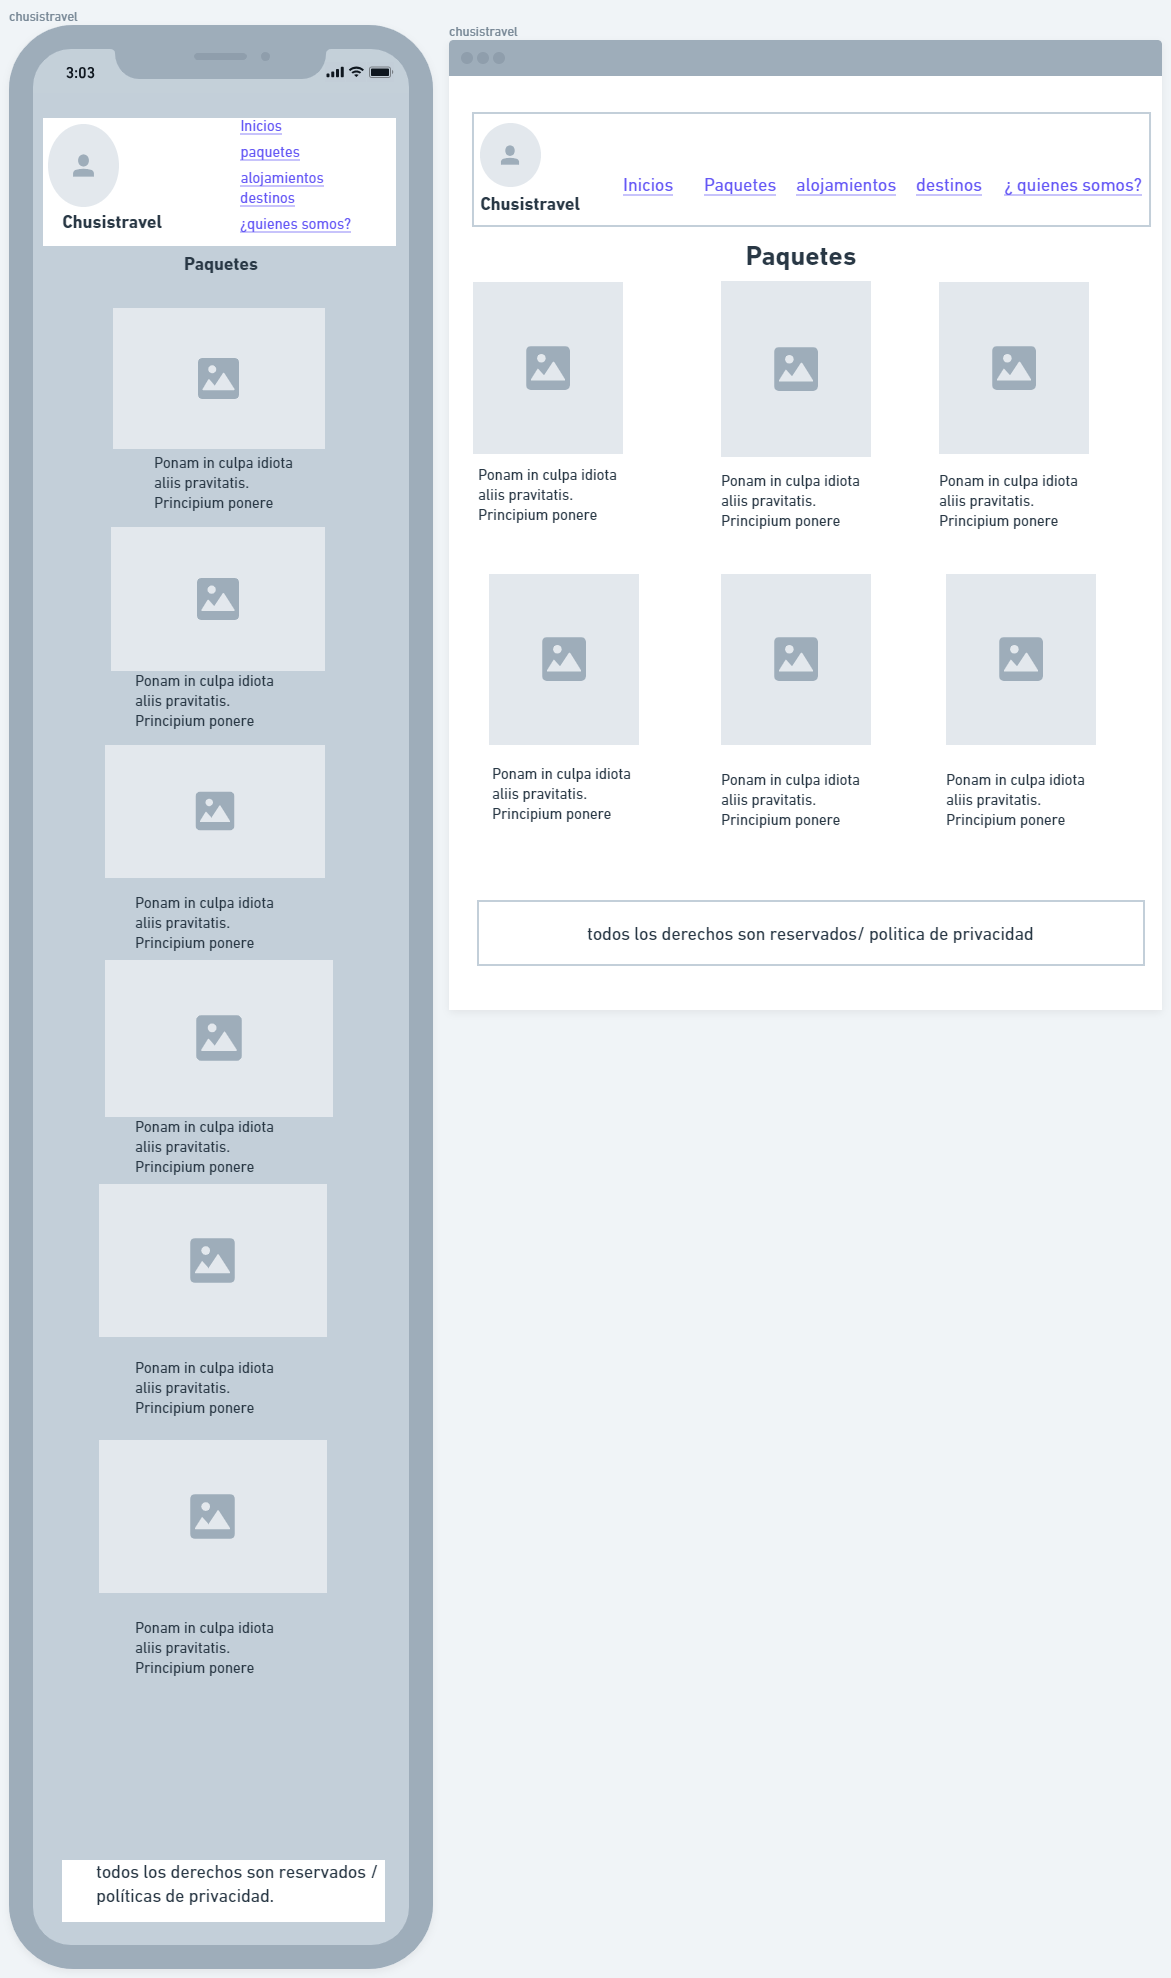 chusistravel
3:03
Inicios
paquetes
alojamientos
destinos
¿quienes somos?
Chusistravel
Paquetes
Ponam in culpa idiota
aliis pravitatis.
Principium ponere
Ponam in culpa idiota
aliis pravitatis.
Principium ponere
Ponam in culpa idiota
aliis pravitatis.
Principium ponere
Ponam in culpa idiota
aliis pravitatis.
Principium ponere
Ponam in culpa idiota
aliis pravitatis.
Principium ponere
Ponam in culpa idiota
aliis pravitatis.
Principium ponere
todos los derechos son reservados /
políticas de privacidad.
chusistravel
Chusistravel
Inicios Paquetes alojamientos destinos ¿ quienes somos?
Paquetes
Ponam in culpa idiota
aliis pravitatis.
Principium ponere
Ponam in culpa idiota
aliis pravitatis.
Principium ponere
Ponam in culpa idiota
aliis pravitatis.
Principium ponere
Ponam in culpa idiota
aliis pravitatis.
Principium ponere
Ponam in culpa idiota
aliis pravitatis.
Principium ponere
Ponam in culpa idiota
aliis pravitatis.
Principium ponere
todos los derechos son reservados/ politica de privacidad